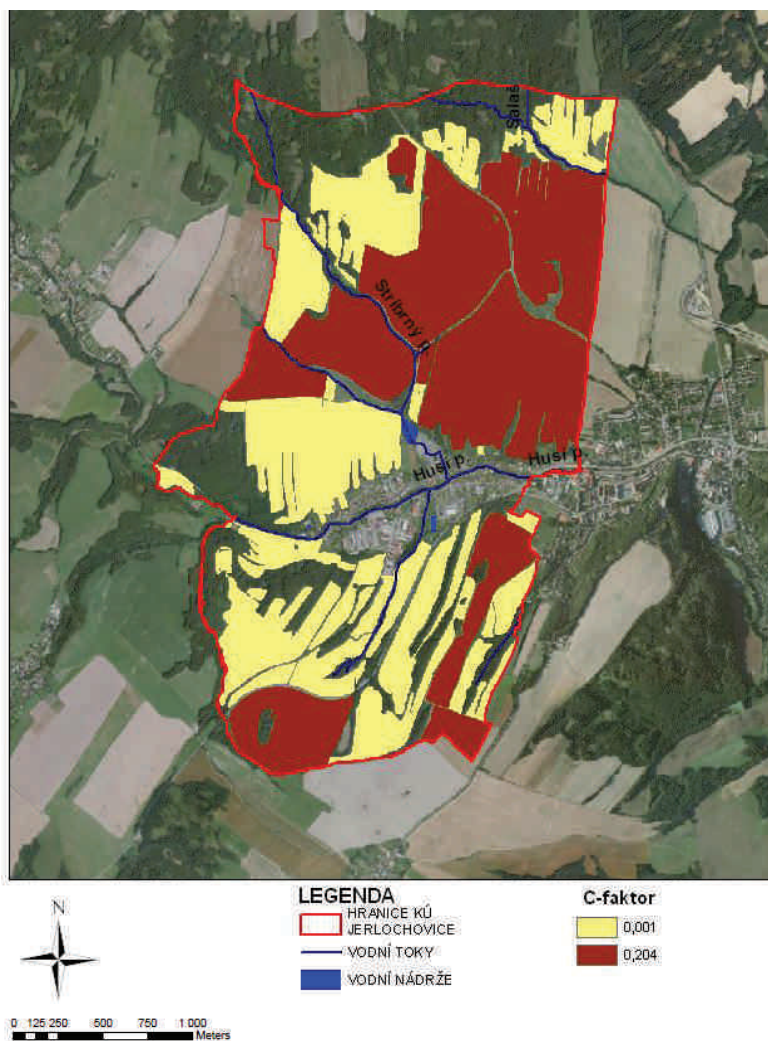 Salaš
Stříbrný p.
Husí p.
Husí p.
LEGENDA
HRANICE KÚ
JERLOCHOVICE
VODNÍ TOKY
VODNÍ NÁDRŽE
C-faktor
0,001
0,204
N
0 125 250 500 750 1 000
Meters